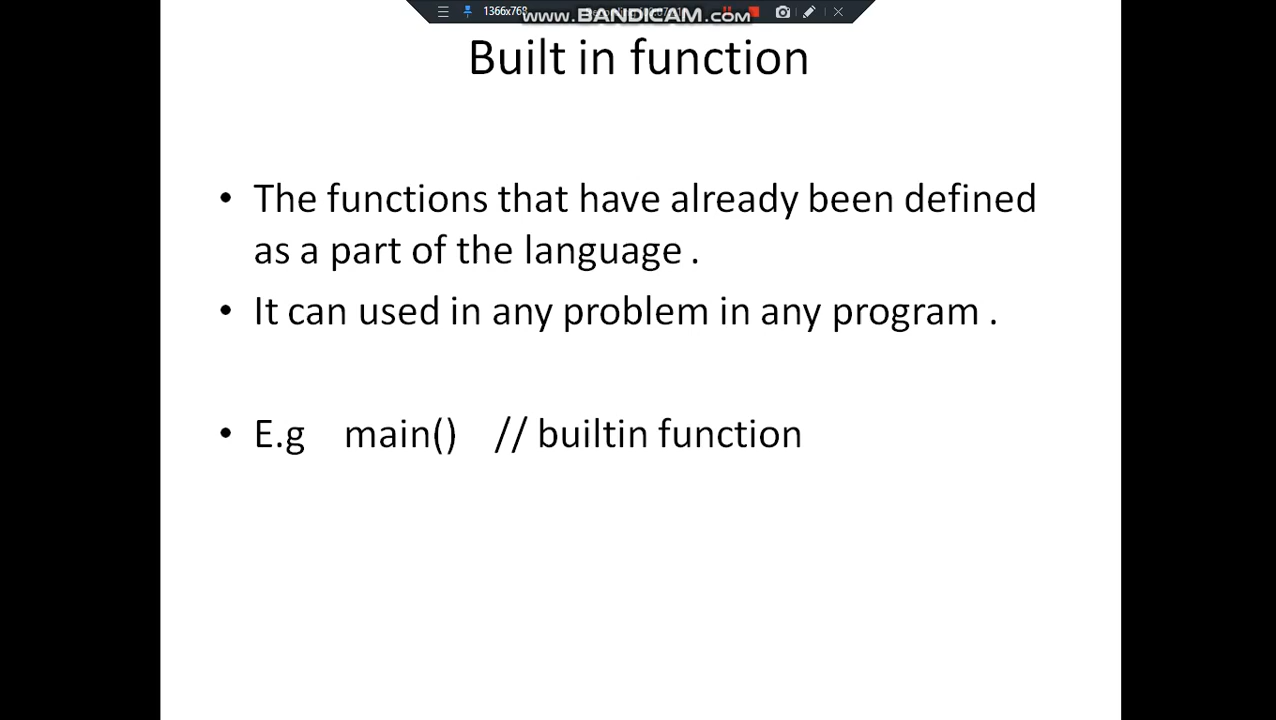 1366x768
www.BANDICAM.com
Built in function
• The functions that have already been defined
as a part of the language .
• It can used in any problem in any program .
• E.g main() // builtin function